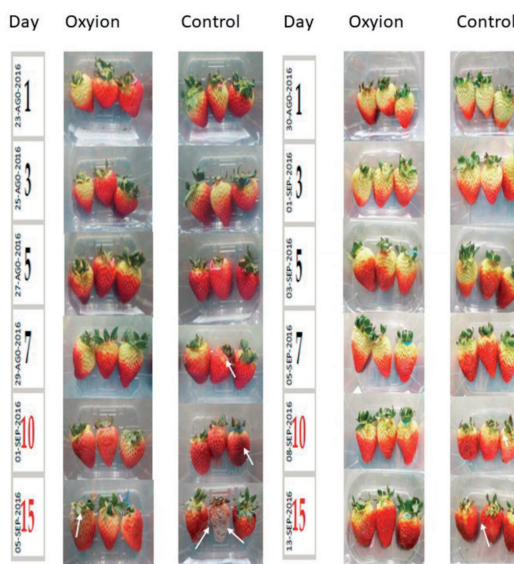 Day Oxyion Control Day Oxyion Control
23-AGO-2016 1
30-AGO-2016 1
25-AGO-2016 3
01-SEP-2016 3
27-AGO-2016 5
03-SEP-2016 5
29-AGO-2016 7
05-SEP-2016 7
01-SEP-2016 10
08-SEP-2016 10
05-SEP-2016 15
13-SEP-2016 15